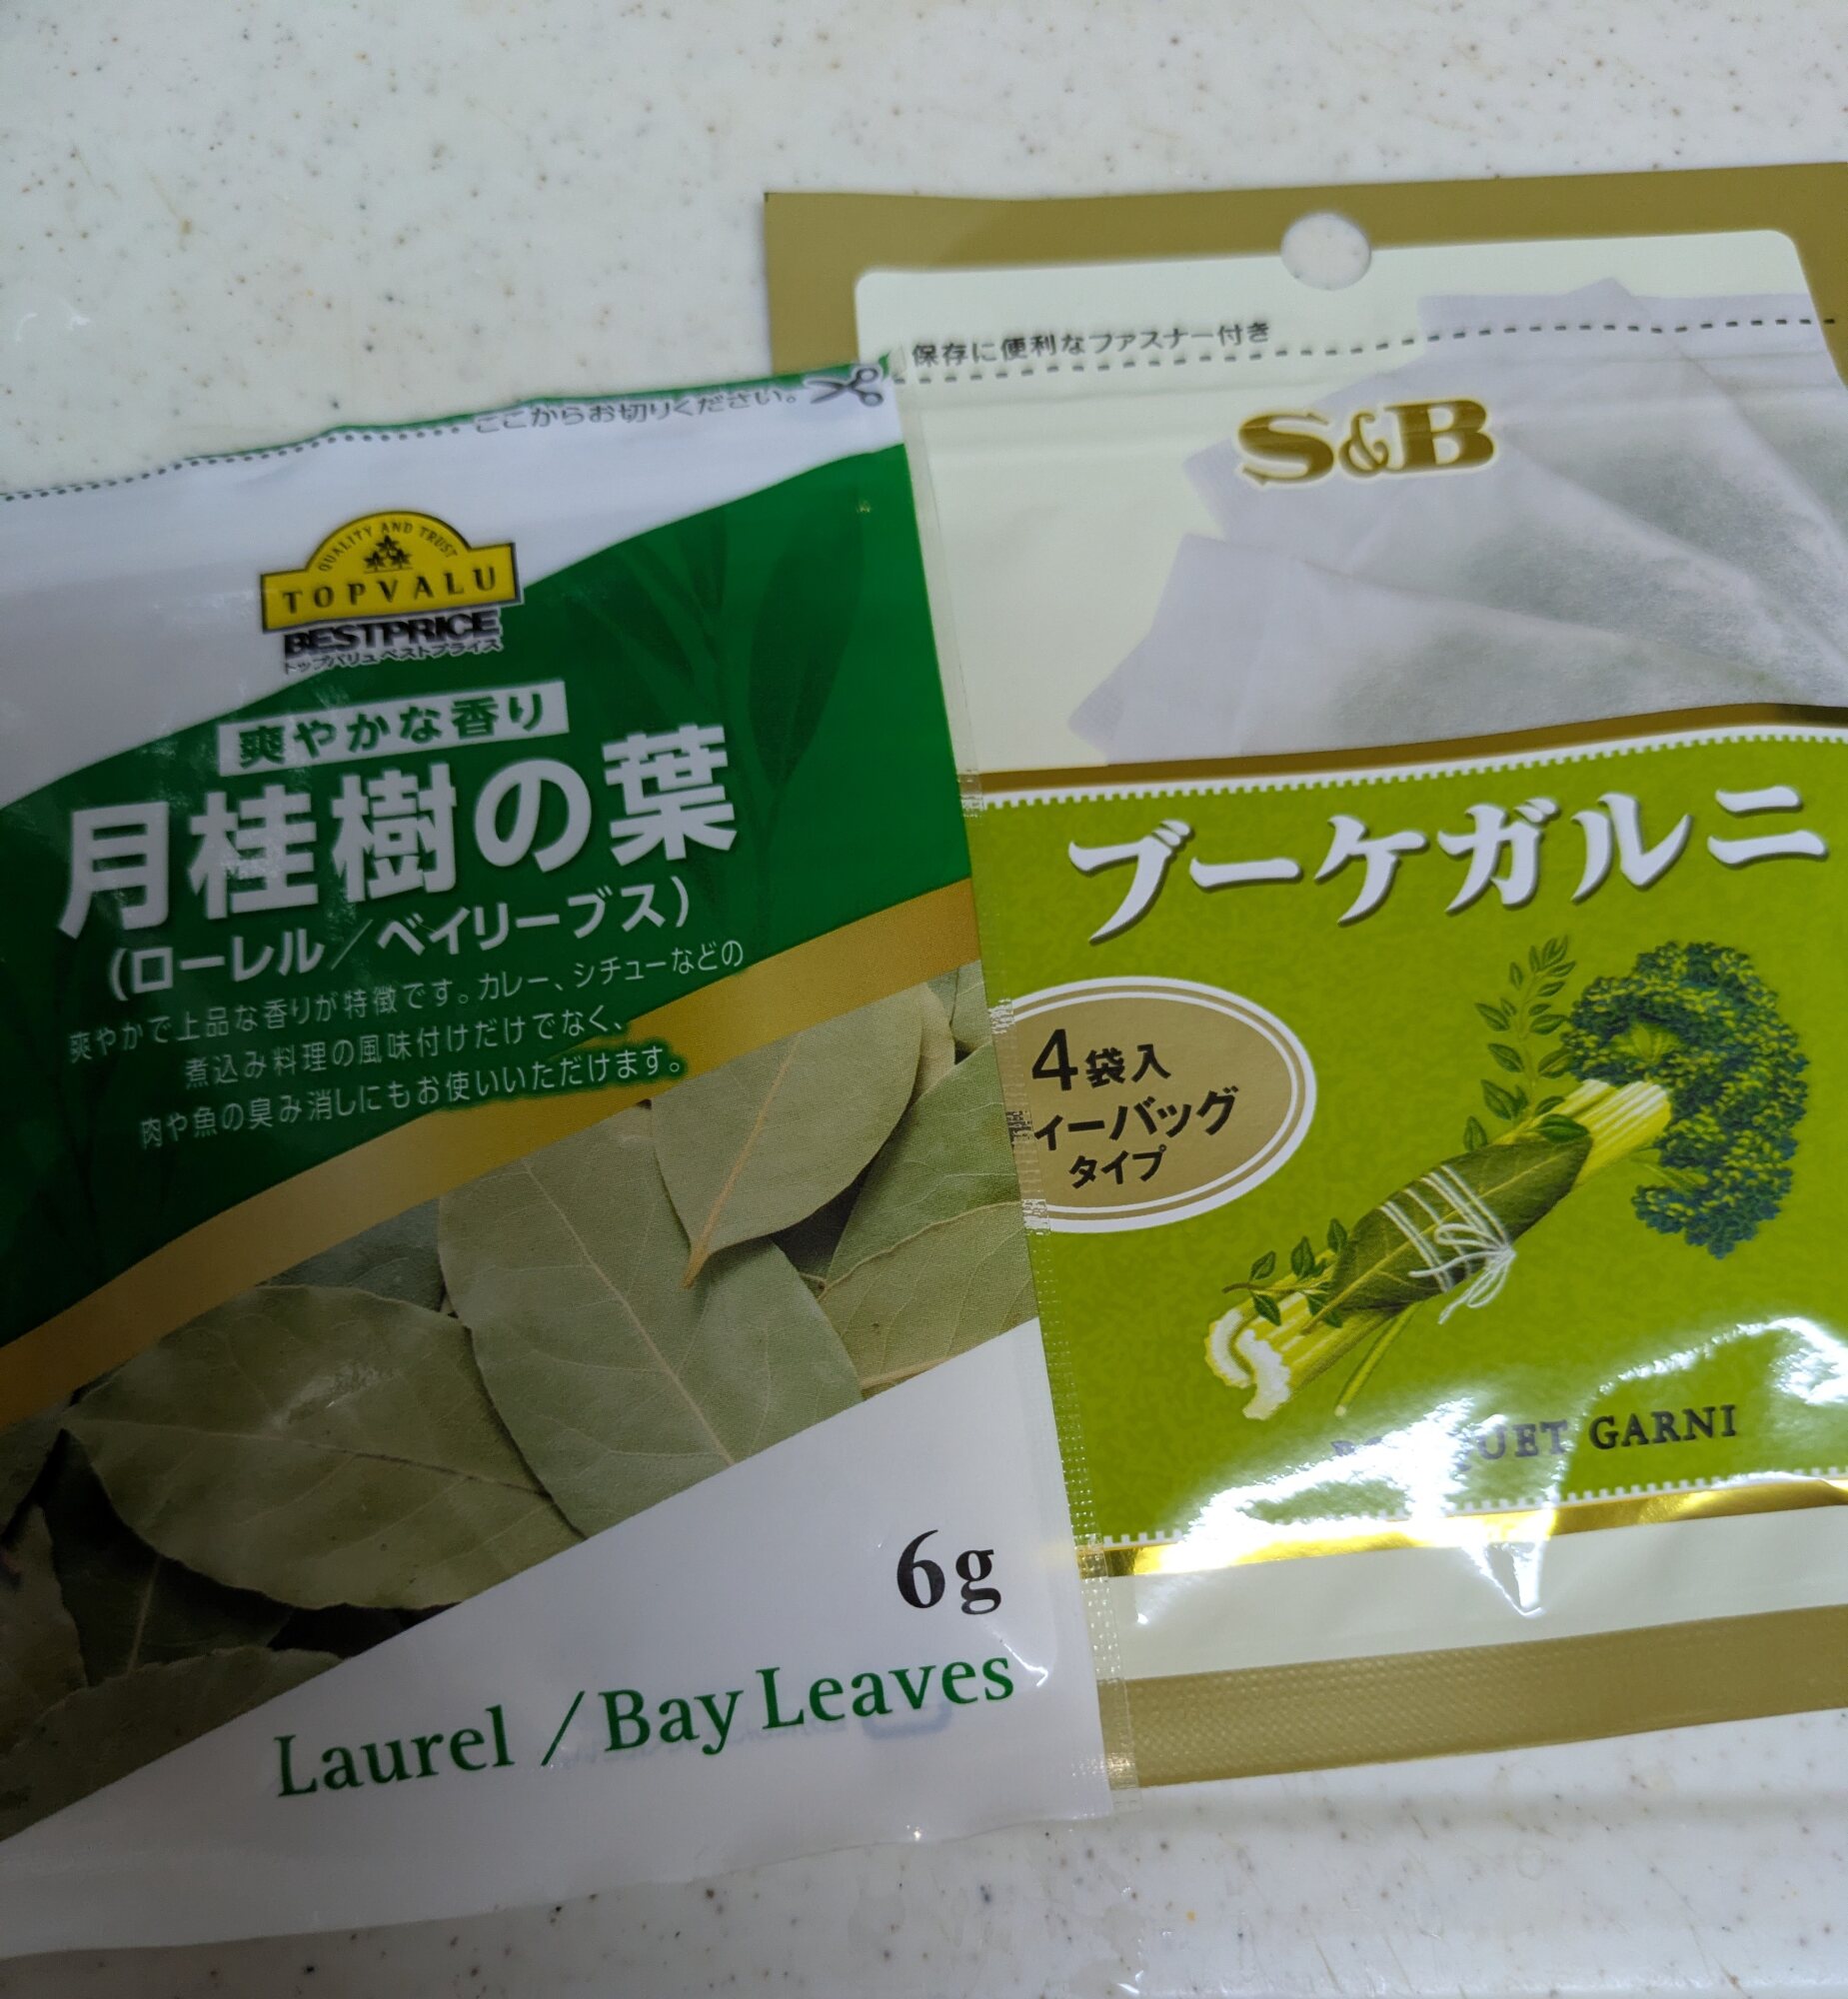 ここからお切りください。
QUALITY AND TRUST
TOPVALU
BESTPRICE
トップバリュ ベストプライス
爽やかな香り
月桂樹の葉
(ローレル/ベイリーブス)
爽やかで上品な香りが特徴です。カレー、シチューなどの
煮込み料理の風味付けだけでなく、
肉や魚の臭み消しにもお使いいただけます。
6g
Laurel / Bay Leaves
保存に便利なファスナー付き
S&B
ブーケガルニ
4袋入
ィーバッグ
タイプ
GARNI